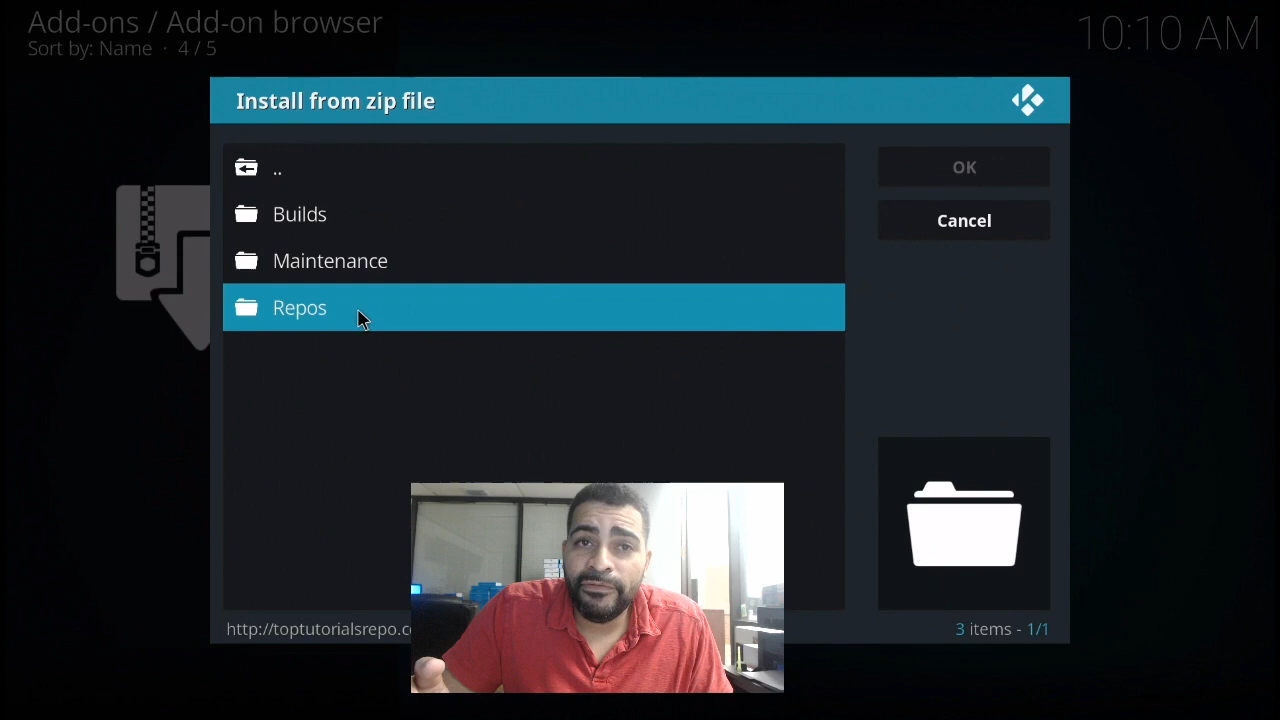 Add-ons / Add-on browser
Sort by: Name · 4 / 5
10:10 AM
Install from zip file
..
Builds
Maintenance
Repos
OK
Cancel
http://toptutorialsrepo.c
3 items - 1/1